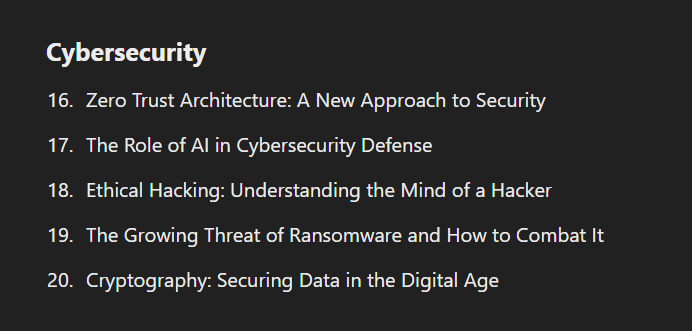 Cybersecurity
16. Zero Trust Architecture: A New Approach to Security
17. The Role of AI in Cybersecurity Defense
18. Ethical Hacking: Understanding the Mind of a Hacker
19. The Growing Threat of Ransomware and How to Combat It
20. Cryptography: Securing Data in the Digital Age